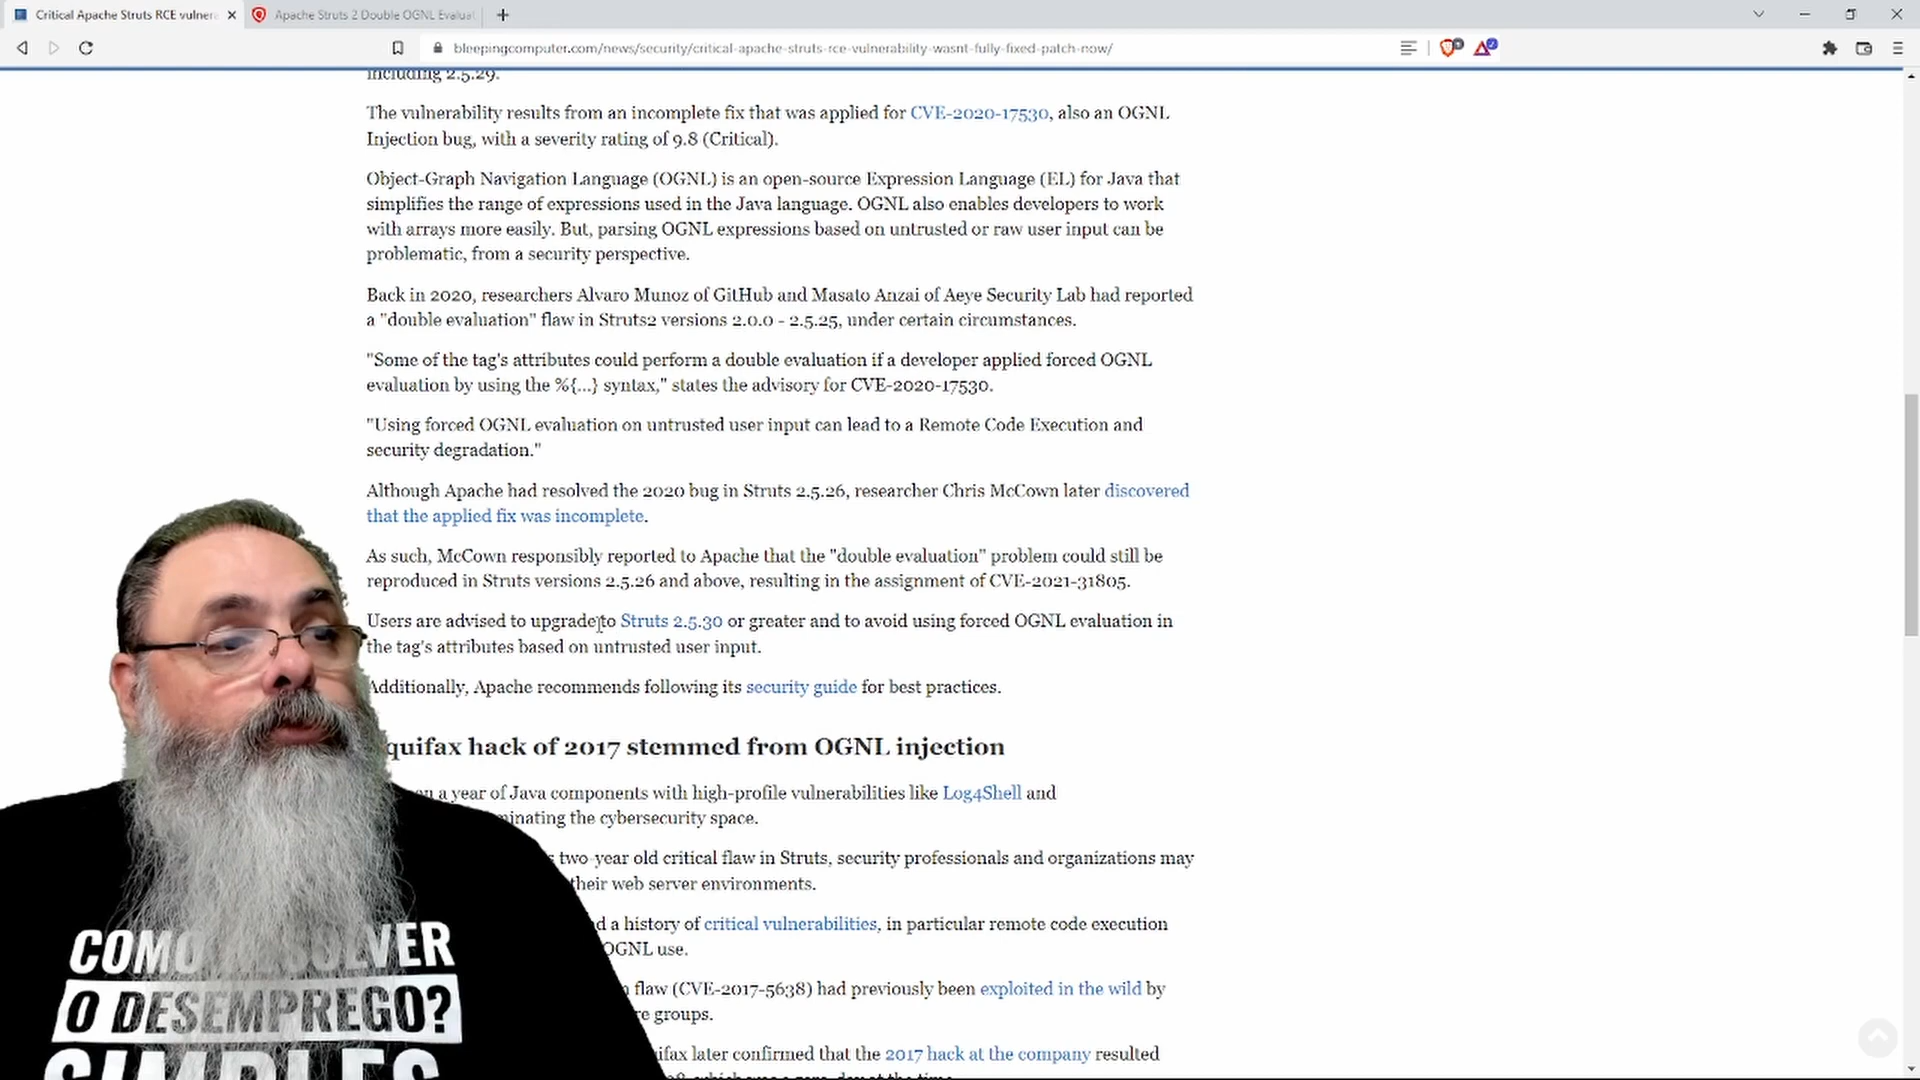 Critical Apache Struts RCE vulner
Apache Struts 2 Double OGNL Evalua
bleepingcomputer.com/news/security/critical-apache-struts-rce-vulnerability-wasnt-fully-fixed-patch-now/
including 2.5.29.
The vulnerability results from an incomplete fix that was applied for CVE-2020-17530, also an OGNL
Injection bug, with a severity rating of 9.8 (Critical).
Object-Graph Navigation Language (OGNL) is an open-source Expression Language (EL) for Java that
simplifies the range of expressions used in the Java language. OGNL also enables developers to work
with arrays more easily. But, parsing OGNL expressions based on untrusted or raw user input can be
problematic, from a security perspective.
Back in 2020, researchers Alvaro Munoz of GitHub and Masato Anzai of Aeye Security Lab had reported
a "double evaluation" flaw in Struts2 versions 2.0.0 - 2.5.25, under certain circumstances.
"Some of the tag's attributes could perform a double evaluation if a developer applied forced OGNL
evaluation by using the %{...} syntax," states the advisory for CVE-2020-17530.
"Using forced OGNL evaluation on untrusted user input can lead to a Remote Code Execution and
security degradation."
Although Apache had resolved the 2020 bug in Struts 2.5.26, researcher Chris McCown later discovered
that the applied fix was incomplete.
As such, McCown responsibly reported to Apache that the "double evaluation" problem could still be
reproduced in Struts versions 2.5.26 and above, resulting in the assignment of CVE-2021-31805.
Users are advised to upgrade to Struts 2.5.30 or greater and to avoid using forced OGNL evaluation in
the tag's attributes based on untrusted user input.
Additionally, Apache recommends following its security guide for best practices.
quifax hack of 2017 stemmed from OGNL injection
a year of Java components with high-profile vulnerabilities like Log4Shell and
minating the cybersecurity space.
two-year old critical flaw in Struts, security professionals and organizations may
their web server environments.
d a history of critical vulnerabilities, in particular remote code execution
OGNL use.
flaw (CVE-2017-5638) had previously been exploited in the wild by
re groups.
ifax later confirmed that the 2017 hack at the company resulted
COMO
LVER
O DESEMPREGO?